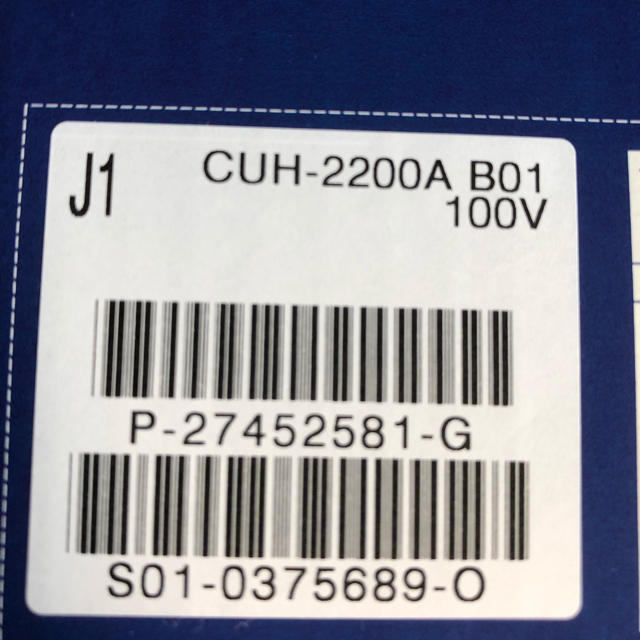 J1
CUH-2200A B01
100V
P-27452581-G
S01-0375689-O